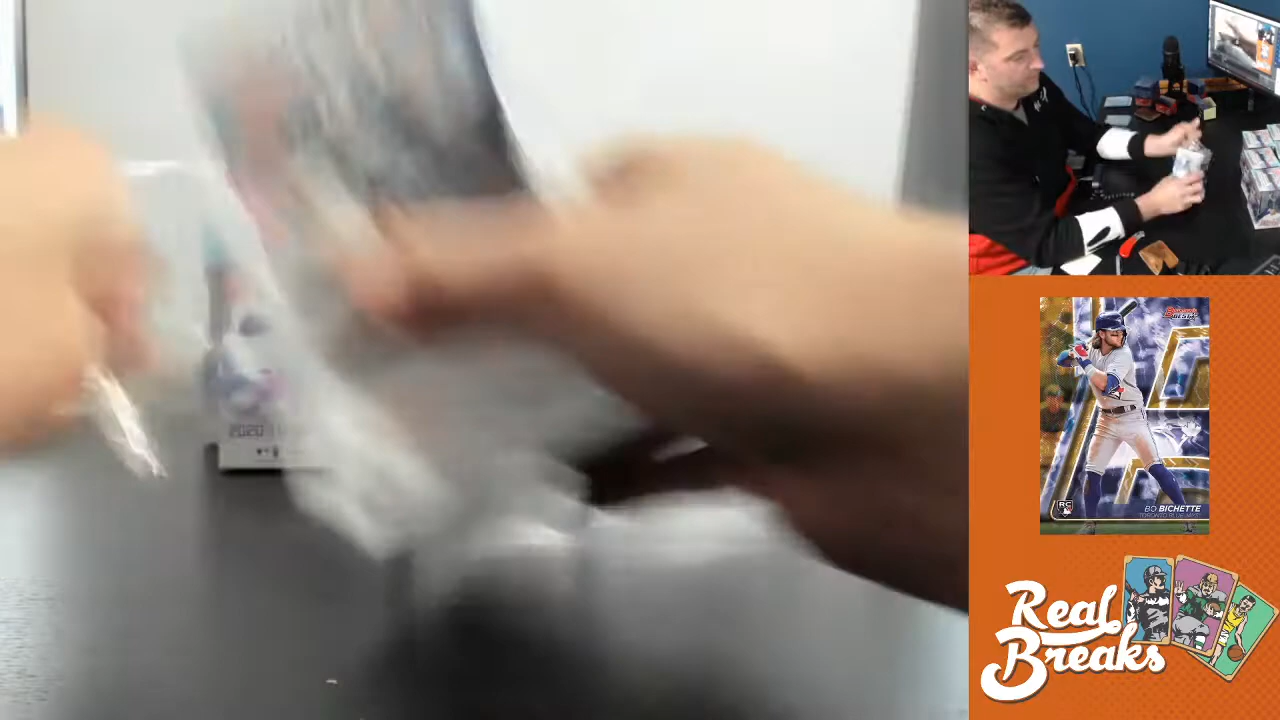 2020
BOWMAN'S
BEST
RC
BO BICHETTE
TORONTO BLUE JAYS
Real
Breaks